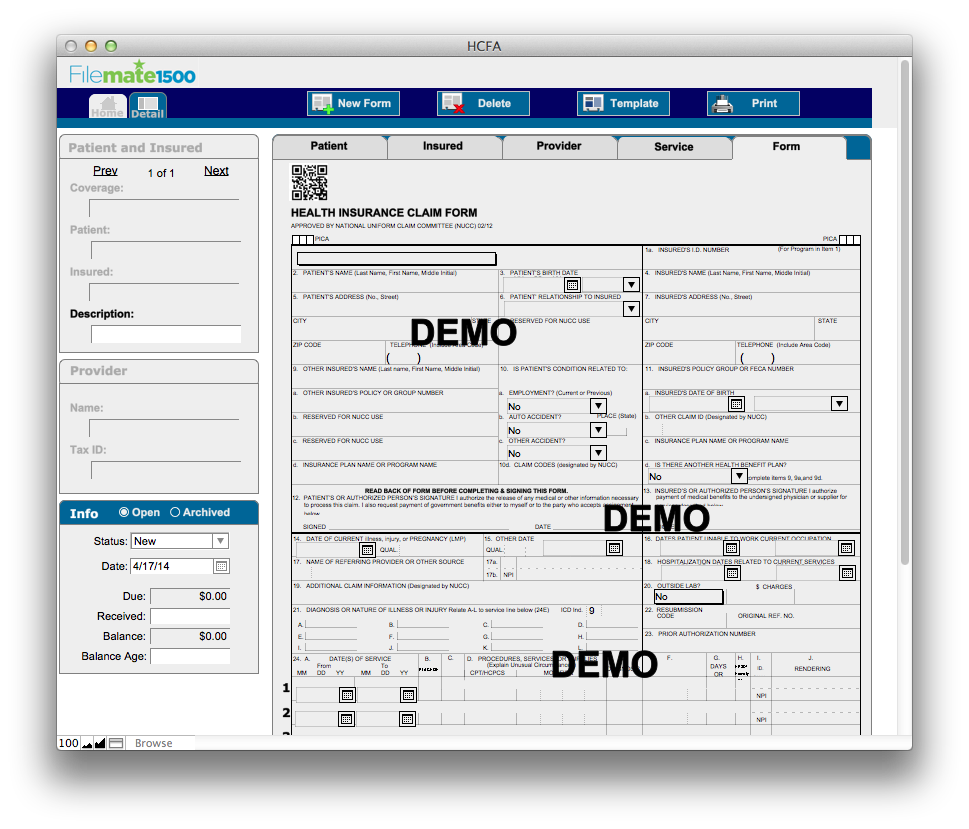 HCFA
Filemate1500
Home
Detail
New Form
Delete
Template
Print
Patient and Insured
Prev 1 of 1 Next
Coverage:
Patient:
Insured:
Description:
Provider
Name:
Tax ID:
Info Open Archived
Status: New
Date: 4/17/14
Due: $0.00
Received:
Balance: $0.00
Balance Age:
100 Browse
Patient Insured Provider Service Form
HEALTH INSURANCE CLAIM FORM
APPROVED BY NATIONAL UNIFORM CLAIM COMMITTEE (NUCC) 02/12
PICA PICA
1a. INSURED'S I.D. NUMBER (For Program in Item 1)
2. PATIENT'S NAME (Last Name, First Name, Middle Initial) 3. PATIENT'S BIRTH DATE 4. INSURED'S NAME (Last Name, First Name, Middle Initial)
5. PATIENT'S ADDRESS (No., Street) 6. PATIENT' RELATIONSHIP TO INSURED 7. INSURED'S ADDRESS (No., Street)
CITY STATE RESERVED FOR NUCC USE CITY STATE
DEMO
ZIP CODE TELEPHONE (Include Area Code) ZIP CODE TELEPHONE (Include Area Code)
( ) ( )
9. OTHER INSURED'S NAME (Last name, First Name, Middle Initial) 10. IS PATIENT'S CONDITION RELATED TO: 11. INSURED'S POLICY GROUP OR FECA NUMBER
a. OTHER INSURED'S POLICY OR GROUP NUMBER a. EMPLOYMENT? (Current or Previous) a. INSURED'S DATE OF BIRTH
No
b. RESERVED FOR NUCC USE b. AUTO ACCIDENT? PLACE (State) b. OTHER CLAIM ID (Designated by NUCC)
No
c. RESERVED FOR NUCC USE c. OTHER ACCIDENT? c. INSURANCE PLAN NAME OR PROGRAM NAME
No
d. INSURANCE PLAN NAME OR PROGRAM NAME 10d. CLAIM CODES (designated by NUCC) d. IS THERE ANOTHER HEALTH BENEFIT PLAN?
No omplete items 9, 9a,and 9d.
READ BACK OF FORM BEFORE COMPLETING & SIGNING THIS FORM.
12. PATIENT'S OR AUTHORIZED PERSON'S SIGNATURE I authorize the release of any medical or other information necessary
to process this claim. I also request payment of government benefits either to myself or to the party who accepts
below.
13. INSURED'S OR AUTHORIZED PERSON'S SIGNATURE I authorize
payment of medical benefits to the undersigned physician or supplier for
DEMO
SIGNED DATE
14. DATE OF CURRENT illness, injury, or PREGNANCY (LMP) 15. OTHER DATE 16. DATES PATIENT UNABLE TO WORK CURRENT OCCUPATION
QUAL. QUAL:
17. NAME OF REFERRING PROVIDER OR OTHER SOURCE 17a. 18. HOSPITALIZATION DATES RELATED TO CURRENT SERVICES
17b. NPI
19. ADDITIONAL CLAIM INFORMATION (Designated by NUCC) 20. OUTSIDE LAB? $ CHARGES
No
21. DIAGNOSIS OR NATURE OF ILLNESS OR INJURY Relate A-L to service line below (24E) ICD Ind. 9 22. RESUBMISSION
CODE ORIGINAL REF. NO.
A. B. C. D.
E. F. G. H.
I. J. K. L.
23. PRIOR AUTHORIZATION NUMBER
24. A. DATE(S) OF SERVICE B. C. D. PROCEDURES, SERVICES F. G. H. I. J.
From To (Explain Unusual DAYS ID. RENDERING
MM DD YY MM DD YY CPT/HCPCS OR
DEMO
1 NPI
2 NPI